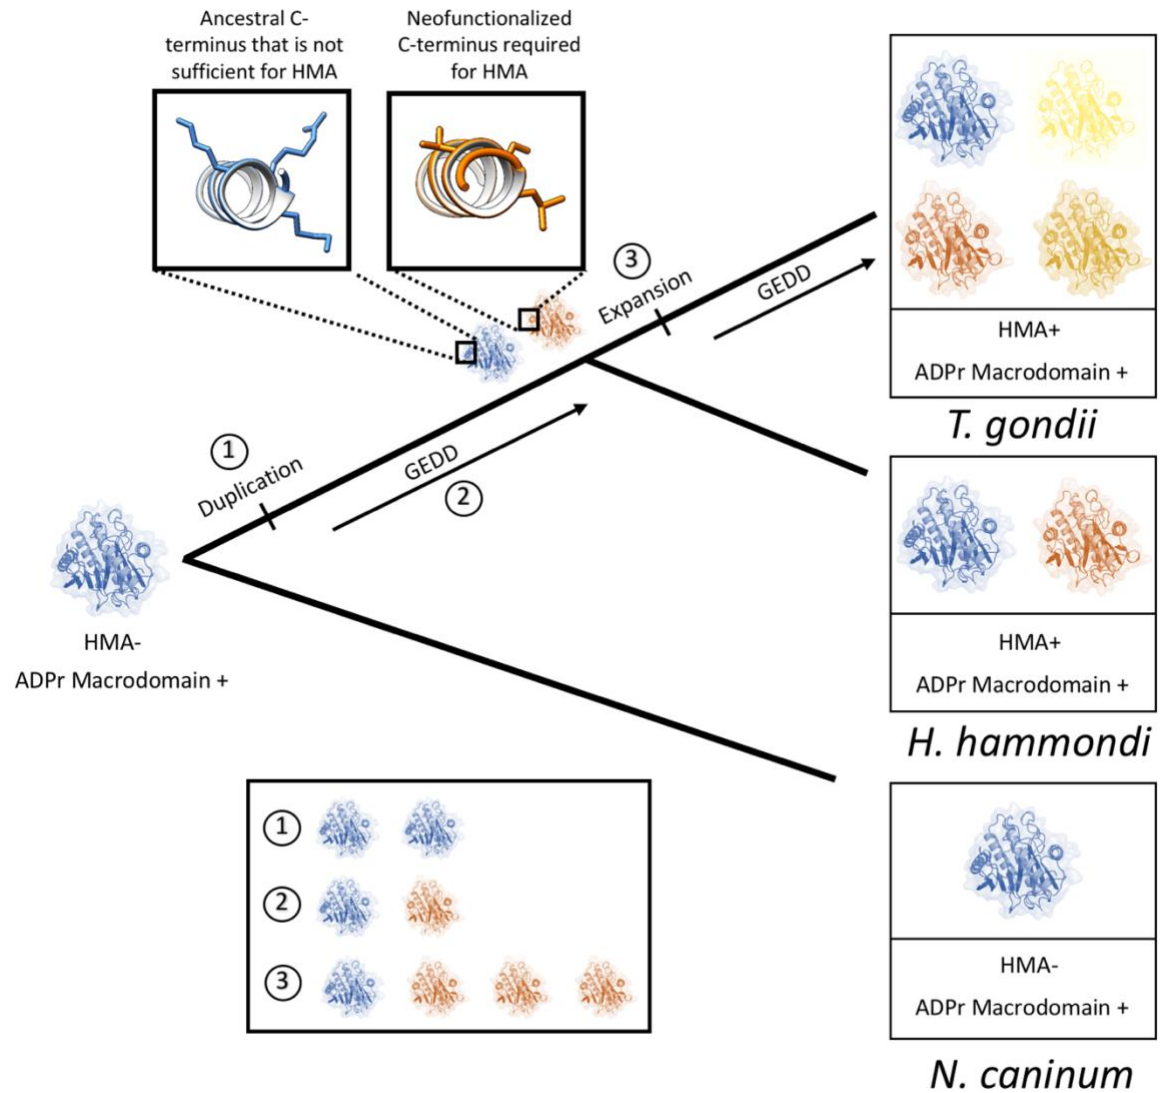 Ancestral C-
terminus that is not
sufficient for HMA
Neofunctionalized
C-terminus required
for HMA
3
Expansion
GEDD
HMA+
ADPr Macrodomain +
T. gondii
1
Duplication
GEDD
2
HMA-
ADPr Macrodomain +
HMA+
ADPr Macrodomain +
H. hammondi
1
2
3
HMA-
ADPr Macrodomain +
N. caninum